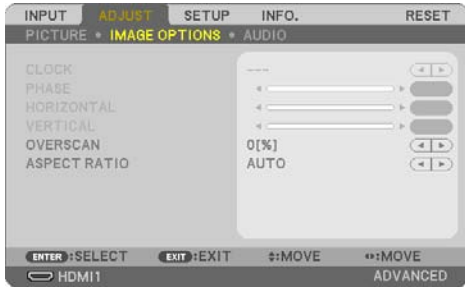 INPUT ADJUST SETUP INFO. RESET
PICTURE • IMAGE OPTIONS • AUDIO
CLOCK ---
PHASE
HORIZONTAL
VERTICAL
OVERSCAN 0[%]
ASPECT RATIO AUTO
ENTER :SELECT EXIT :EXIT :MOVE :MOVE
HDMI1 ADVANCED